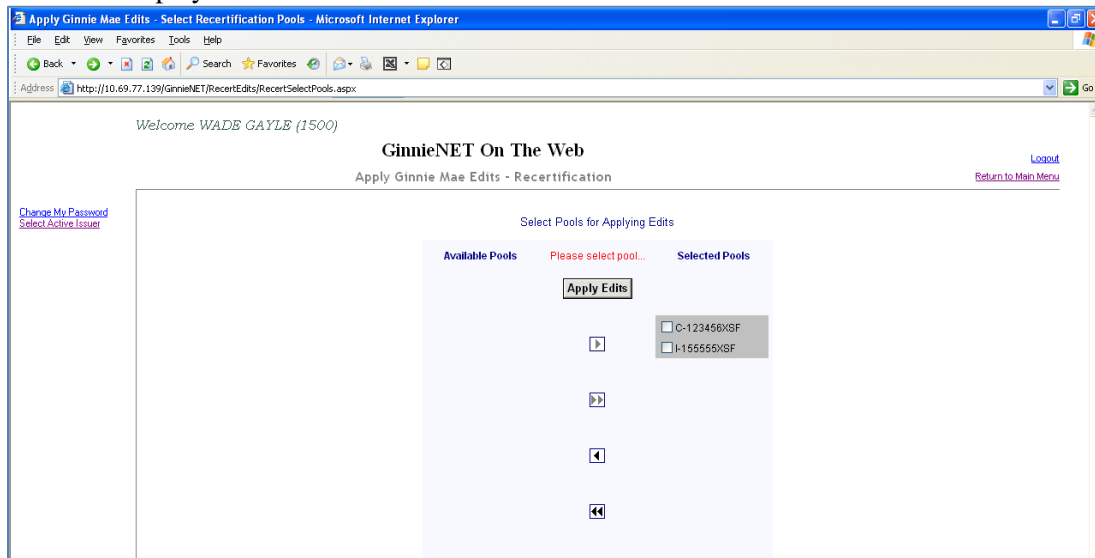 Apply Ginnie Mae Edits - Select Recertification Pools - Microsoft Internet Explorer
File Edit View Favorites Tools Help
Back Search Favorites
Address http://10.69.77.139/GinnieNET/RecertEdits/RecertSelectPools.aspx Go
Welcome WADE GAYLE (1500)
GinnieNET On The Web
Logout
Apply Ginnie Mae Edits - Recertification
Return to Main Menu
Change My Password
Select Active Issuer
Select Pools for Applying Edits
Available Pools Please select pool... Selected Pools
Apply Edits
C-123456XSF
I-155555XSF